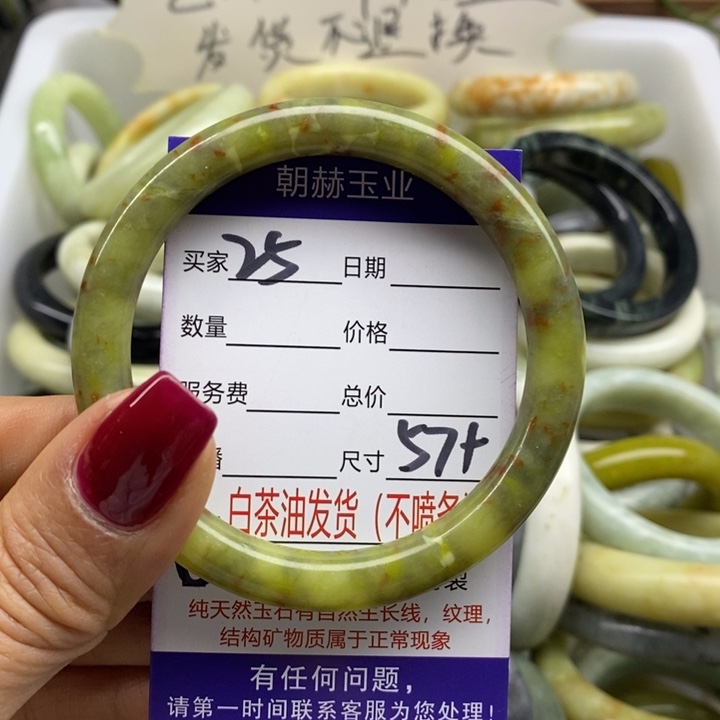 发货不退换
朝赫玉业
买家 25 日期
数量 价格
服务费 总价
播 尺寸 57+
白茶油发货（不喷
制
纯天然玉石有自然生长线，纹理，
结构矿物质属于正常现象
有任何问题，
请第一时间联系客服为您处理！